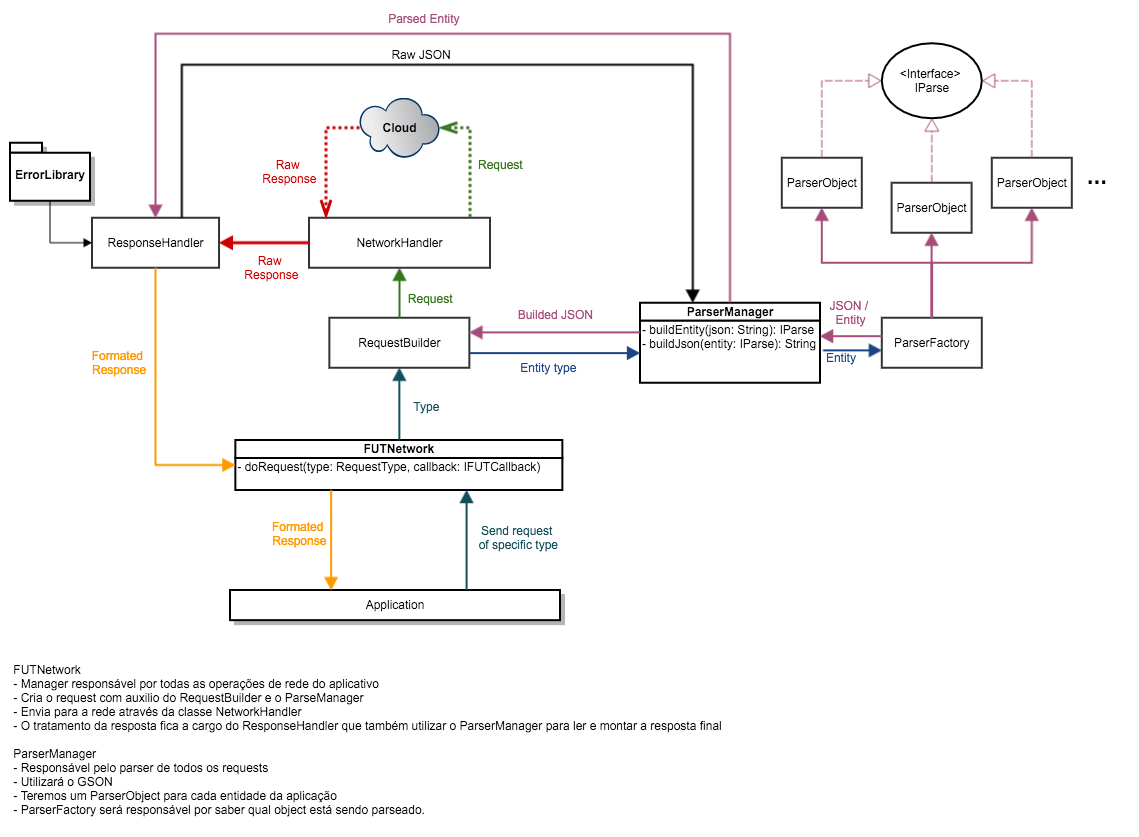 Parsed Entity
Raw JSON
<Interface>
IParse
Cloud
ErrorLibrary
Raw
Response
Request
ParserObject
ParserObject
ParserObject
...
ResponseHandler
NetworkHandler
Raw
Response
Request
Builded JSON
ParserManager
- buildEntity(json: String): IParse
- buildJson(entity: IParse): String
JSON /
Entity
RequestBuilder
ParserFactory
Entity
Formated
Response
Entity type
Type
FUTNetwork
- doRequest(type: RequestType, callback: IFUTCallback)
Formated
Response
Send request
of specific type
Application
FUTNetwork
- Manager responsável por todas as operações de rede do aplicativo
- Cria o request com auxilio do RequestBuilder e o ParseManager
- Envia para a rede através da classe NetworkHandler
- O tratamento da resposta fica a cargo do ResponseHandler que também utilizar o ParserManager para ler e montar a resposta final
ParserManager
- Responsável pelo parser de todos os requests
- Utilizará o GSON
- Teremos um ParserObject para cada entidade da aplicação
- ParserFactory será responsável por saber qual object está sendo parseado.